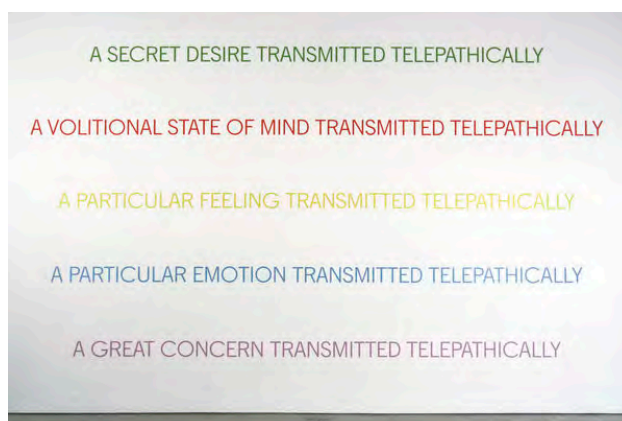 A SECRET DESIRE TRANSMITTED TELEPATHICALLY
A VOLITIONAL STATE OF MIND TRANSMITTED TELEPATHICALLY
A PARTICULAR FEELING TRANSMITTED TELEPATHICALLY
A PARTICULAR EMOTION TRANSMITTED TELEPATHICALLY
A GREAT CONCERN TRANSMITTED TELEPATHICALLY